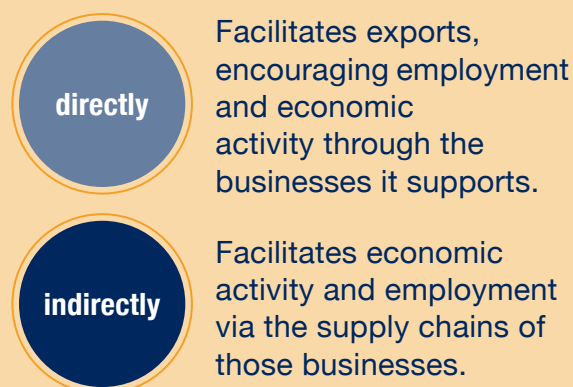 directly
Facilitates exports,
encouraging employment
and economic
activity through the
businesses it supports.
indirectly
Facilitates economic
activity and employment
via the supply chains of
those businesses.